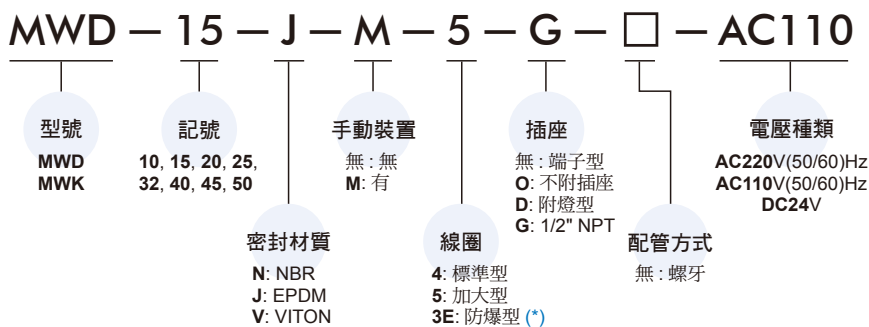 MWD — 15 — J — M — 5 — G — □ — AC110
型號
MWD
MWK
記號
10, 15, 20, 25,
32, 40, 45, 50
手動裝置
無 : 無
M: 有
插座
無 : 端子型
O: 不附插座
D: 附燈型
G: 1/2" NPT
電壓種類
AC220V(50/60)Hz
AC110V(50/60)Hz
DC24V
密封材質
N: NBR
J: EPDM
V: VITON
線圈
4: 標準型
5: 加大型
3E: 防爆型 (*)
配管方式
無 : 螺牙